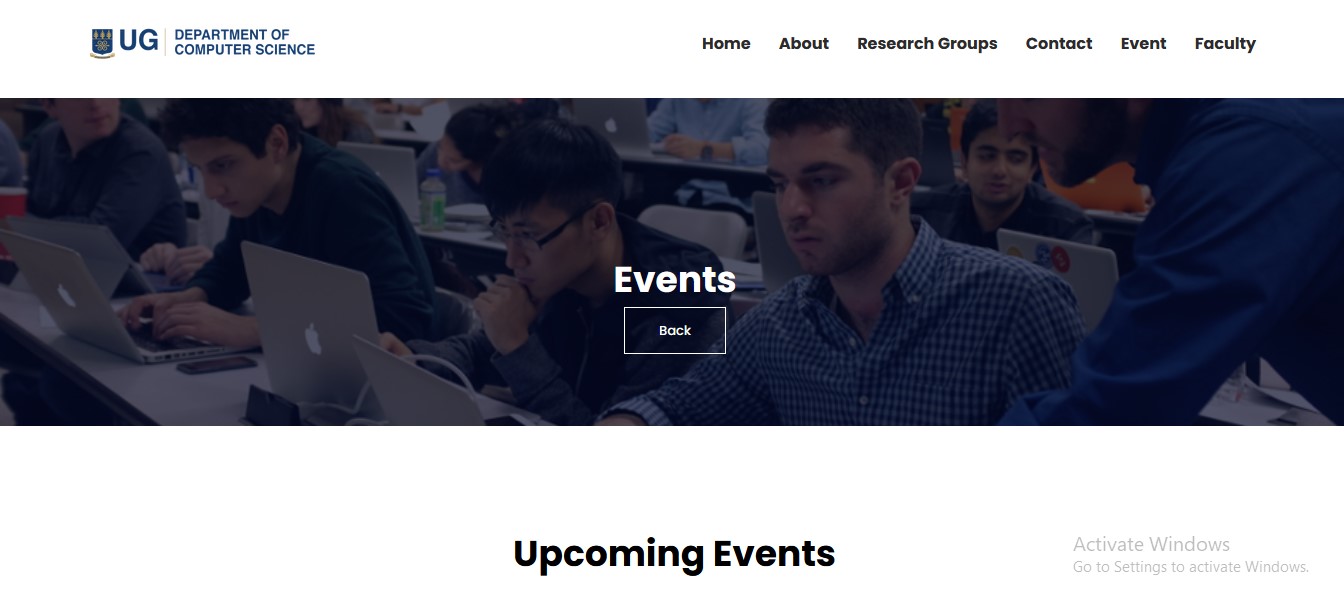 UG
DEPARTMENT OF
COMPUTER SCIENCE
Home About Research Groups Contact Event Faculty
Events
Back
Upcoming Events
Activate Windows
Go to Settings to activate Windows.